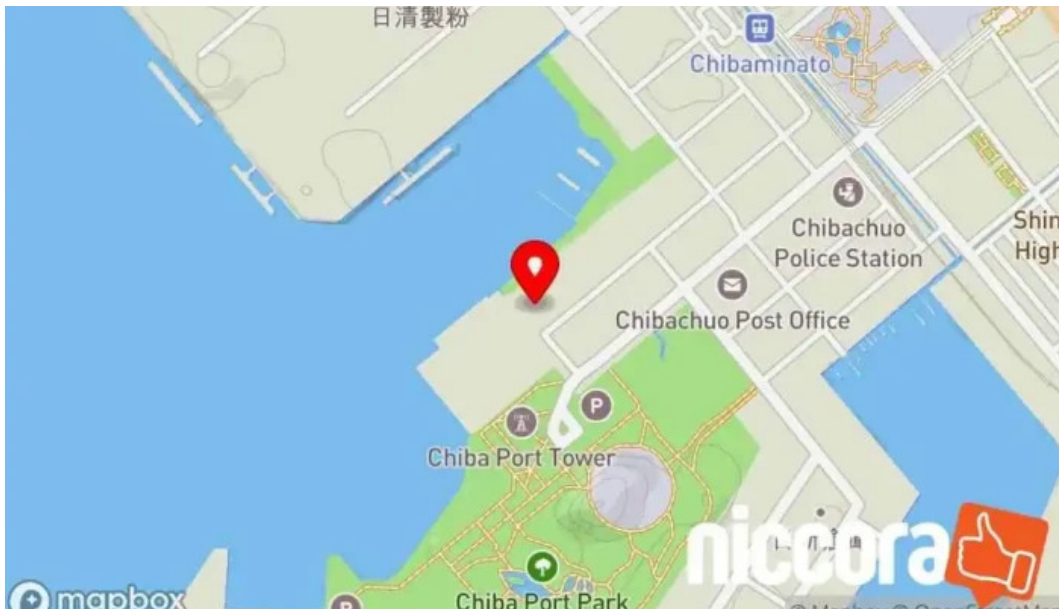 日清製粉
Chibaminato
Chibachuo
Police Station
Shin
High
Chibachuo Post Office
P
Chiba Port Tower
niccora
P
Chiba Port Park
mapbox